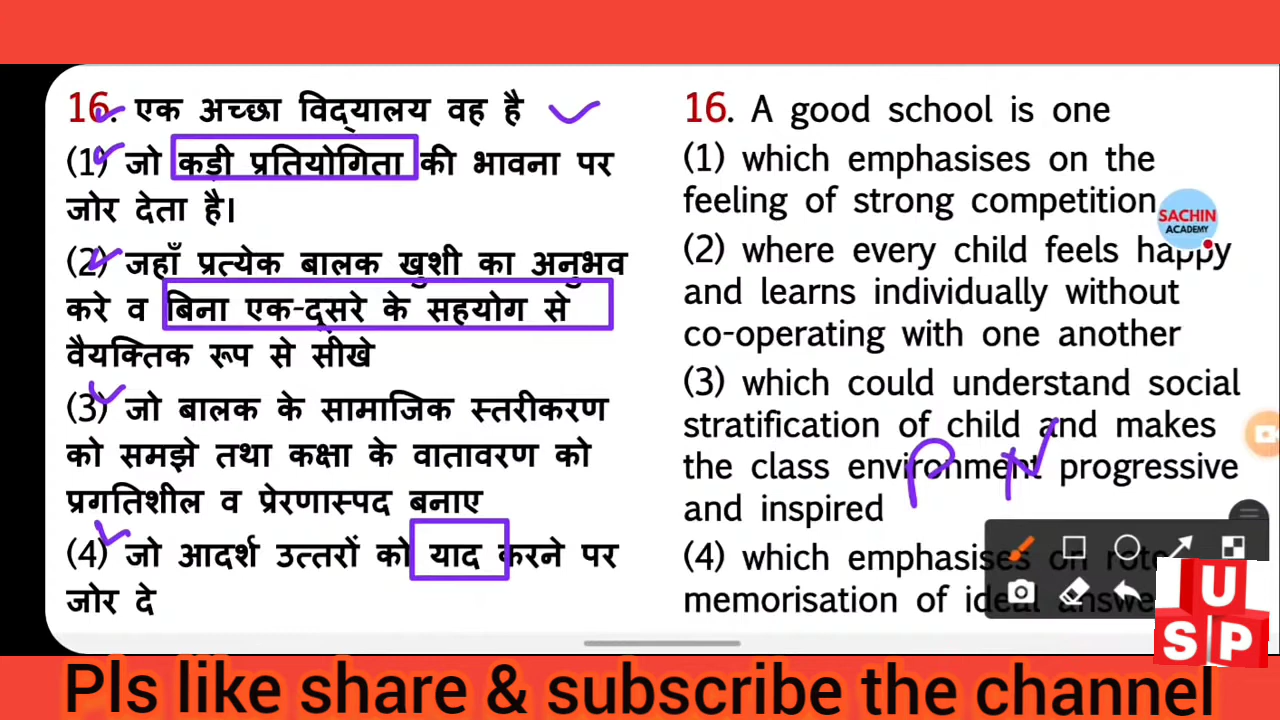 16. एक अच्छा विद्यालय वह है
(1) जो कड़ी प्रतियोगिता की भावना पर
जोर देता है।
(2) जहाँ प्रत्येक बालक खुशी का अनुभव
करे व बिना एक-दूसरे के सहयोग से
वैयक्तिक रूप से सीखे
(3) जो बालक के सामाजिक स्तरीकरण
को समझे तथा कक्षा के वातावरण को
प्रगतिशील व प्रेरणास्पद बनाए
(4) जो आदर्श उत्तरों को याद करने पर
जोर दे
16. A good school is one
(1) which emphasises on the
feeling of strong competition
(2) where every child feels happy
and learns individually without
co-operating with one another
(3) which could understand social
stratification of child and makes
the class environment progressive
and inspired
(4) which emphasises on rote
memorisation of ideal
P N
SACHIN
ACADEMY
U
S P
Pls like share & subscribe the channel